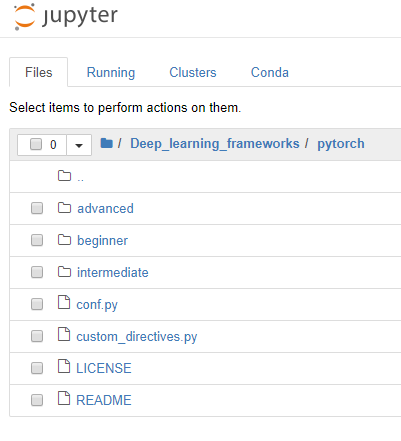 jupyter
Files Running Clusters Conda
Select items to perform actions on them.
0 / Deep_learning_frameworks / pytorch
..
advanced
beginner
intermediate
conf.py
custom_directives.py
LICENSE
README